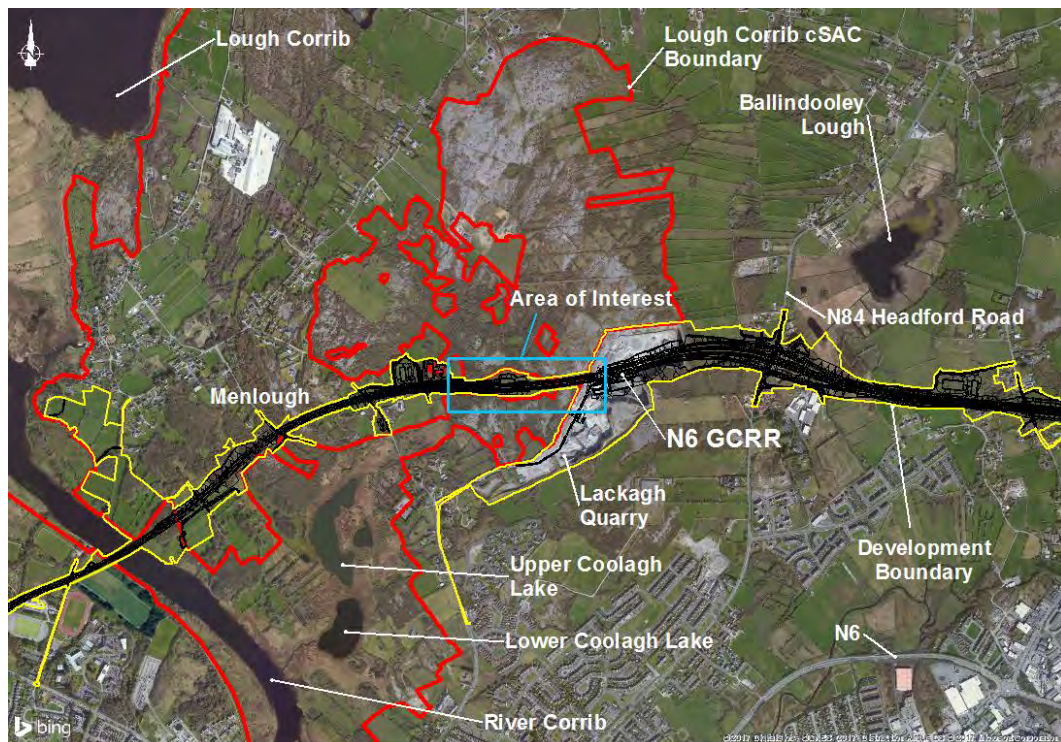 Lough Corrib
Lough Corrib cSAC
Boundary
Ballindooley
Lough
Area of Interest
N84 Headford Road
Menlough
N6 GCRR
Lackagh
Quarry
Upper Coolagh
Lake
Development
Boundary
Lower Coolagh Lake
N6
River Corrib
bing